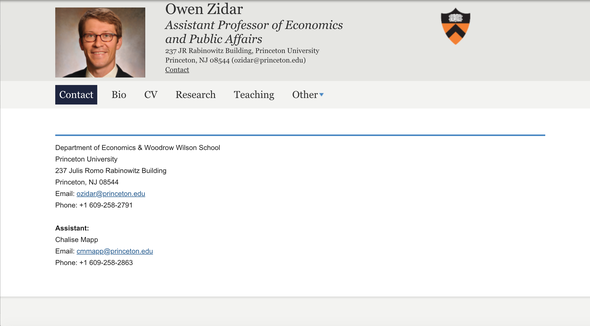 Owen Zidar
Assistant Professor of Economics
and Public Affairs
237 JR Rabinowitz Building, Princeton University
Princeton, NJ 08544 (ozidar@princeton.edu)
Contact
Contact Bio CV Research Teaching Other
Department of Economics & Woodrow Wilson School
Princeton University
237 Julis Romo Rabinowitz Building
Princeton, NJ 08544
Email: ozidar@princeton.edu
Phone: +1 609-258-2791
Assistant:
Chalise Mapp
Email: cmmapp@princeton.edu
Phone: +1 609-258-2863